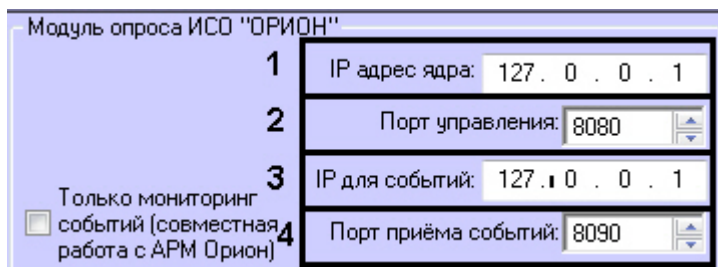 Модуль опроса ИСО "ОРИОН"
1 IP адрес ядра: 127 . 0 . 0 . 1
2 Порт управления: 8080
3 IP для событий: 127 . 0 . 0 . 1
Только мониторинг
событий (совместная
работа с АРМ Орион)
4 Порт приёма событий: 8090